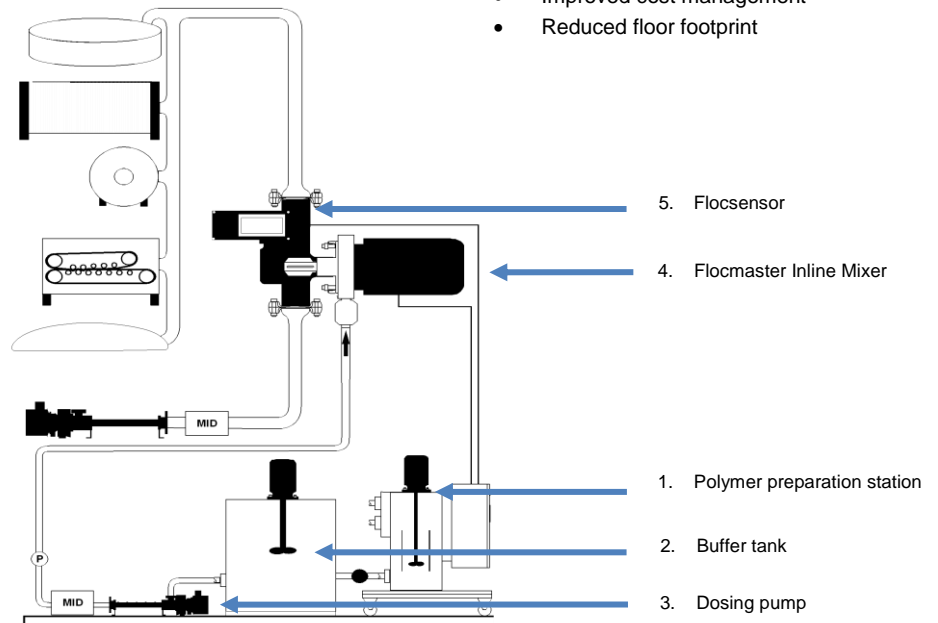 • Reduced floor footprint
5. Flocsensor
4. Flocmaster Inline Mixer
MID
1. Polymer preparation station
P
2. Buffer tank
MID
3. Dosing pump